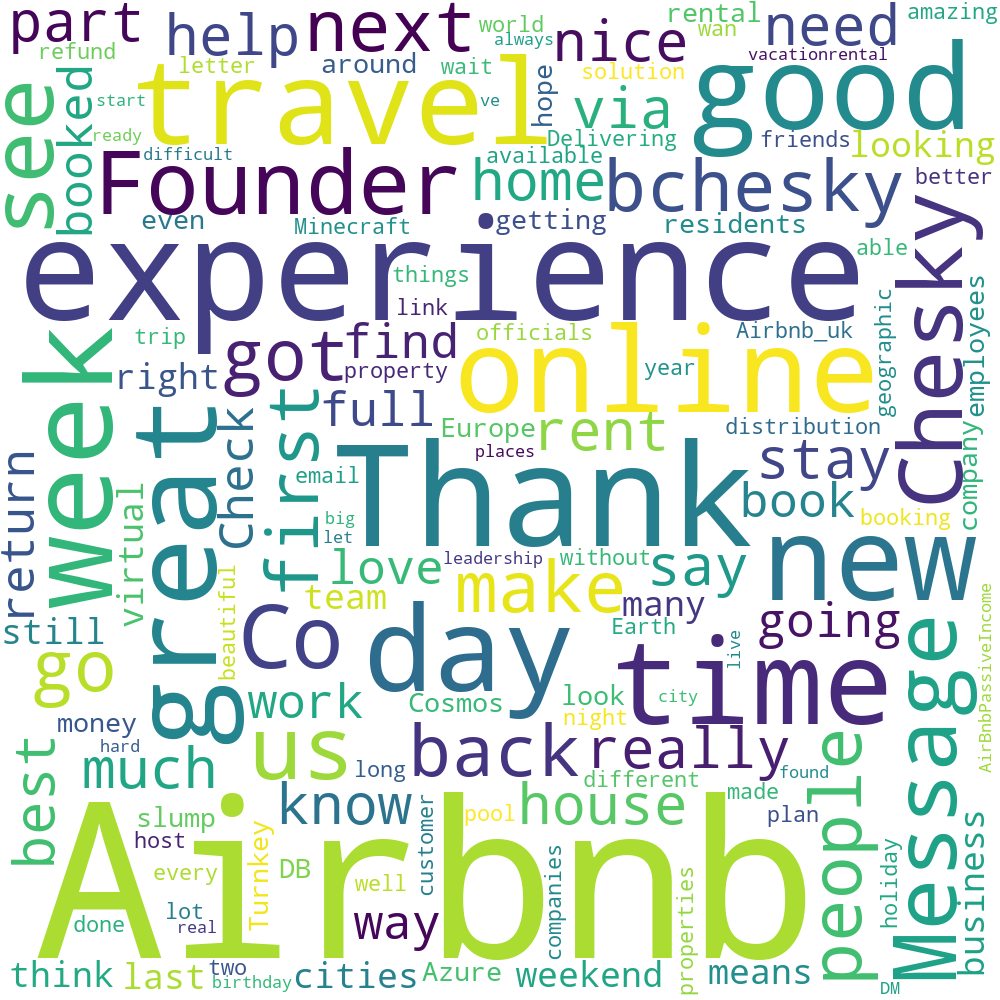 part
help
next
world
always
nice
rental
wan
need
amazing
refund
letter
around
wait
hope
solution
vacationrental
see
booked
start
ready
travel
ve
via
good
difficult
Delivering
friends
looking
available
Founder
home
bchesky
better
even
Minecraft
getting
residents
able
Chesky
experience
things
link
geographic
employees
trip
officials
Airbnb_uk
week
right
got
find
property
online
year
great
Check
first
full
Europe
rent
distribution
places
stay
company
return
virtual
email
Thank
book
booking
big
let
love
leadership
without
say
new
beautiful
team
make
many
going
still
Co
day
Earth
live
time
Message
AirBnbPassiveIncome
go
work
Cosmos
look
city
money
night
hard
us
back
really
people
best
much
long
different
found
slump
know
house
made
host
customer
pool
plan
Airbnb
every
Turnkey
DB
well
companies
holiday
business
done
lot
real
way
properties
think
last
two
birthday
cities
Azure
weekend
means
DM